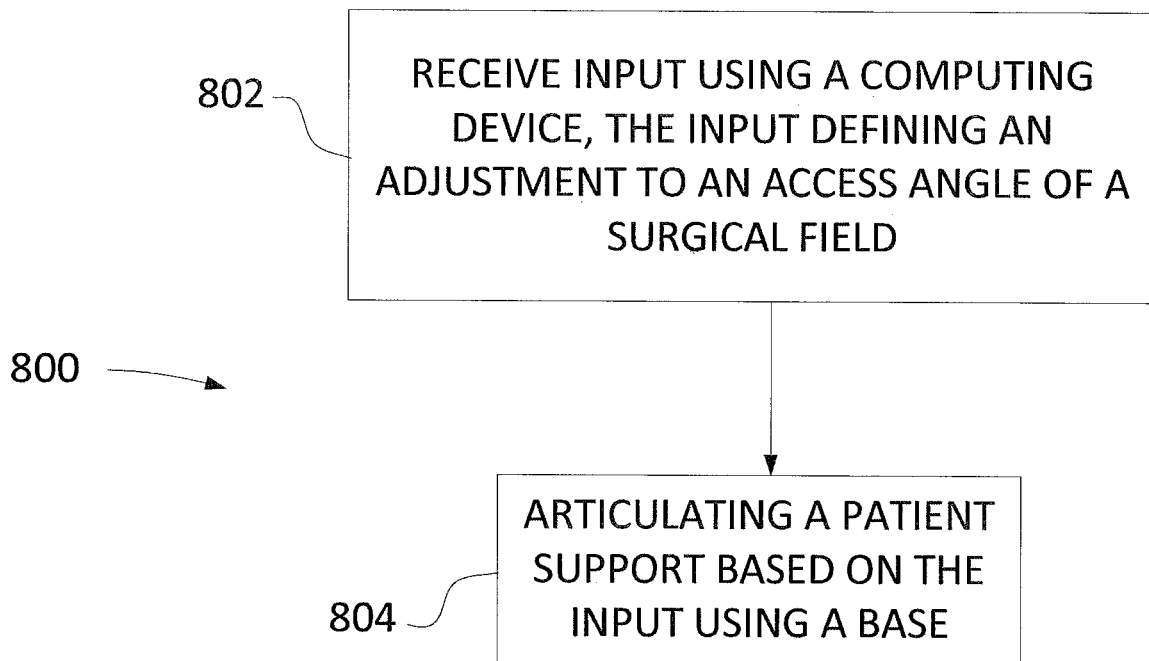 802
RECEIVE INPUT USING A COMPUTING
DEVICE, THE INPUT DEFINING AN
ADJUSTMENT TO AN ACCESS ANGLE OF A
SURGICAL FIELD
800
804
ARTICULATING A PATIENT
SUPPORT BASED ON THE
INPUT USING A BASE